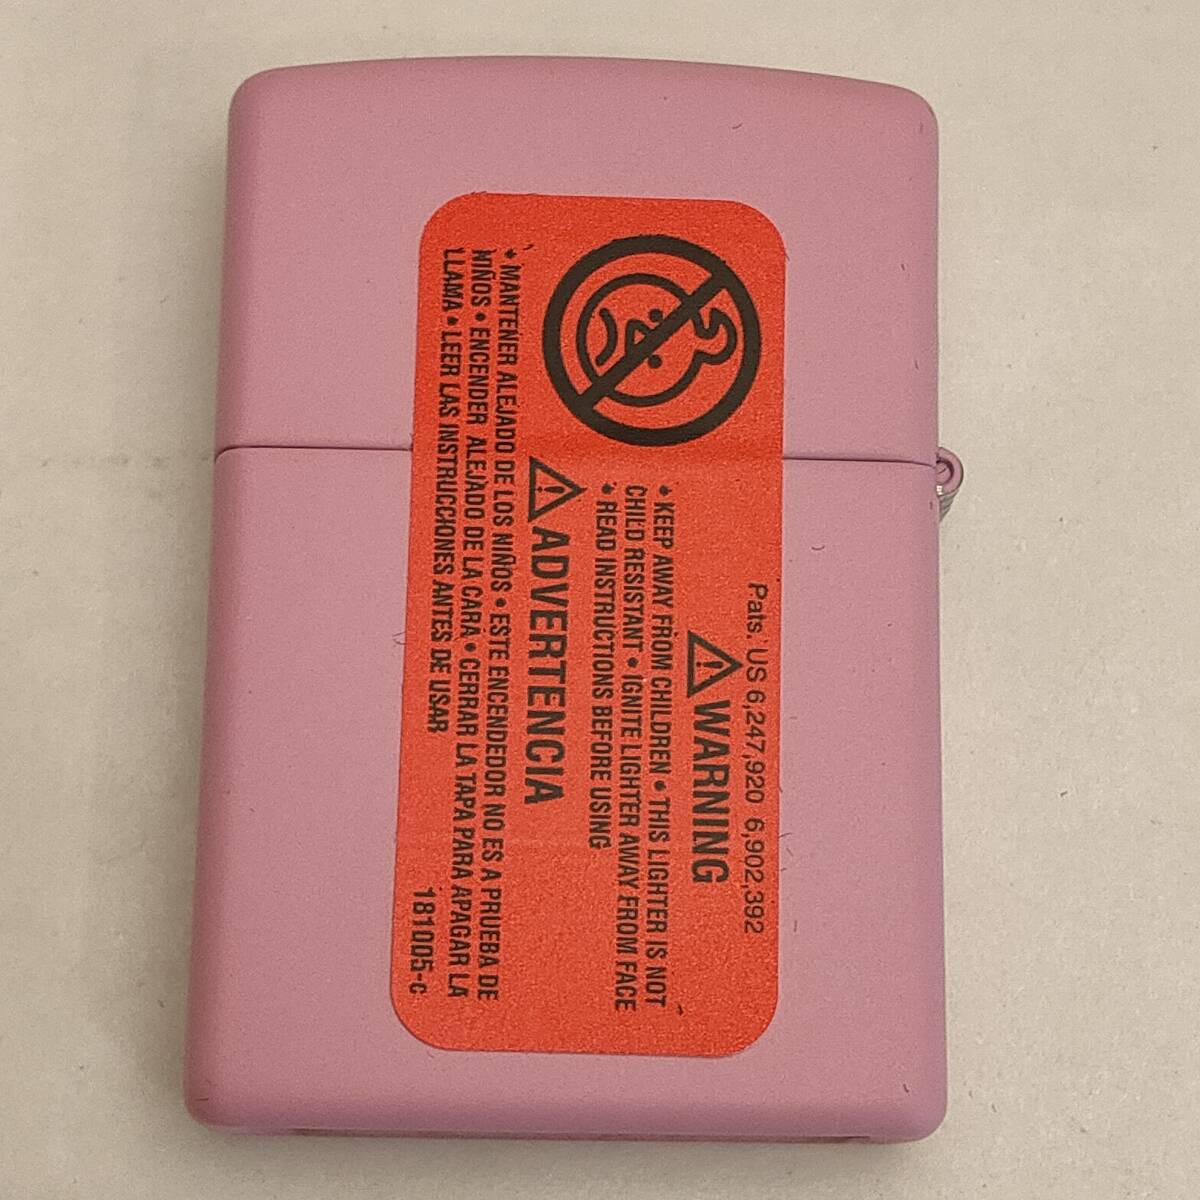 Pats. US 6,247,920 6,902,392
WARNING
• KEEP AWAY FROM CHILDREN • THIS LIGHTER IS NOT
CHILD RESISTANT • IGNITE LIGHTER AWAY FROM FACE
• READ INSTRUCTIONS BEFORE USING
ADVERTENCIA
• MANTENER ALEJADO DE LOS NIÑOS • ESTE ENCENDEDOR NO ES A PRUEBA DE
NIÑOS • ENCENDER ALEJADO DE LA CARA • CERRAR LA TAPA PARA APAGAR LA
LLAMA • LEER LAS INSTRUCCIONES ANTES DE USAR
181005-c